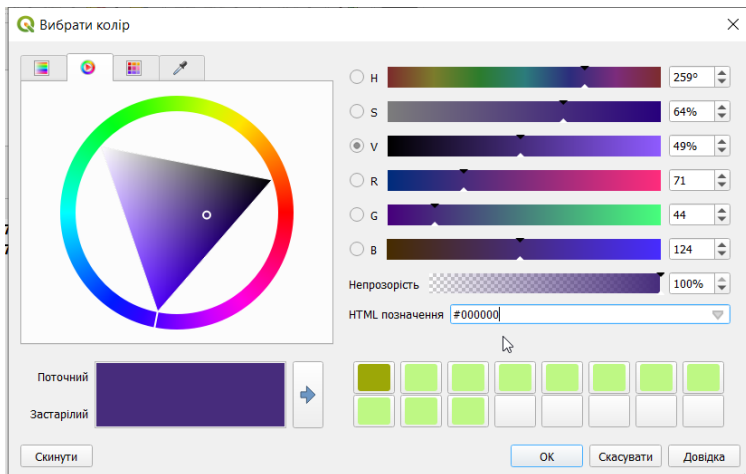 Вибрати колір
H 259°
S 64%
V 49%
R 71
G 44
B 124
Непрозорість 100%
HTML позначення #000000
Поточний
Застарілий
Скинути
OK Скасувати Довідка